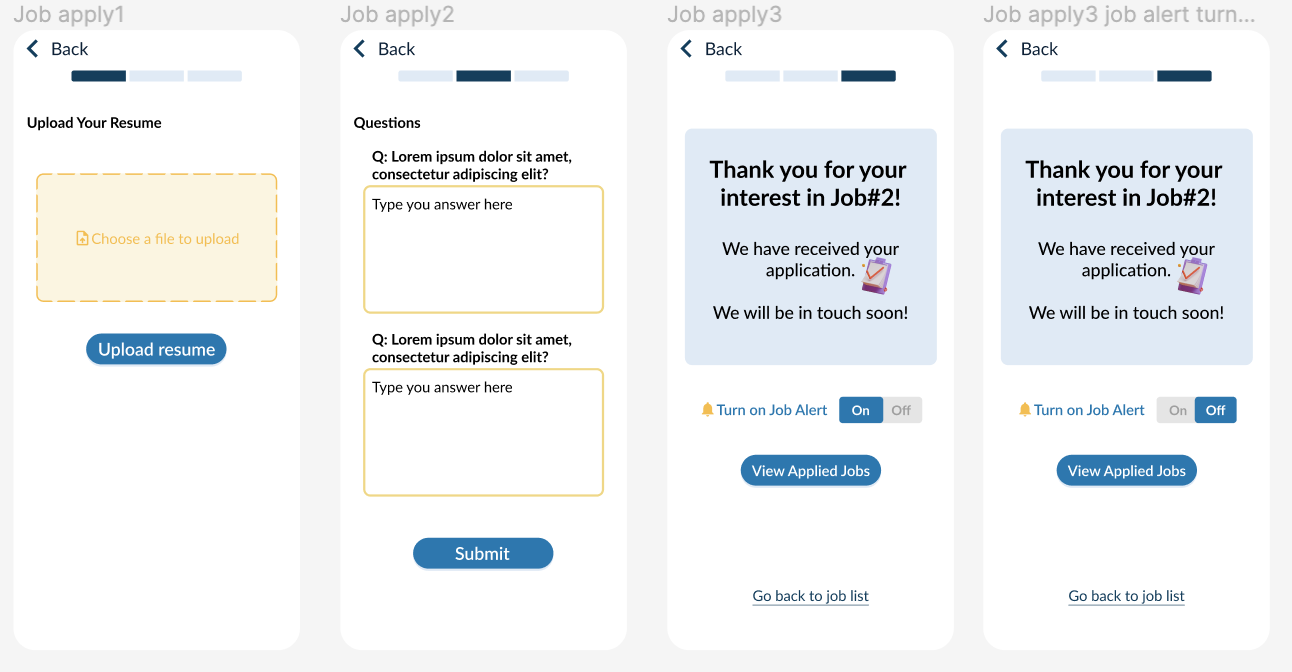 Job apply1
Back
Upload Your Resume
Choose a file to upload
Upload resume
Job apply2
Back
Questions
Q: Lorem ipsum dolor sit amet,
consectetur adipiscing elit?
Type you answer here
Q: Lorem ipsum dolor sit amet,
consectetur adipiscing elit?
Type you answer here
Submit
Job apply3
Back
Thank you for your
interest in Job#2!
We have received your
application.
We will be in touch soon!
Turn on Job Alert On Off
View Applied Jobs
Go back to job list
Job apply3 job alert turn...
Back
Thank you for your
interest in Job#2!
We have received your
application.
We will be in touch soon!
Turn on Job Alert On Off
View Applied Jobs
Go back to job list